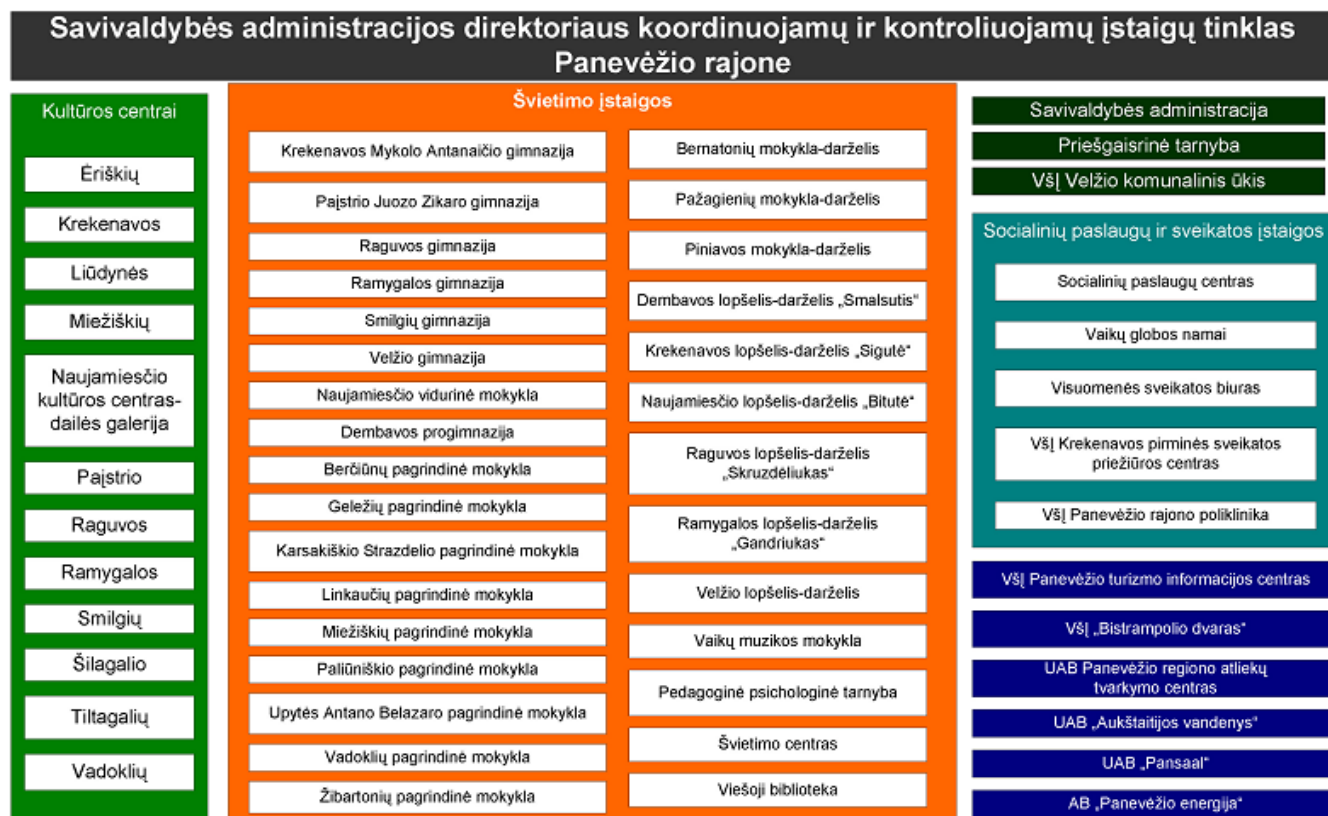 Savivaldybės administracijos direktoriaus koordinuojamų ir kontroliuojamų įstaigų tinklas
Panevėžio rajone
Kultūros centrai
Ėriškių
Krekenavos
Liūdynės
Miežiškių
Naujamiesčio
kultūros centras-
dailės galerija
Paįstrio
Raguvos
Ramygalos
Smilgių
Šilagalio
Tiltagalių
Vadoklių
Švietimo įstaigos
Krekenavos Mykolo Antanaičio gimnazija
Paįstrio Juozo Zikaro gimnazija
Raguvos gimnazija
Ramygalos gimnazija
Smilgių gimnazija
Velžio gimnazija
Naujamiesčio vidurinė mokykla
Dembavos progimnazija
Berčiūnų pagrindinė mokykla
Geležių pagrindinė mokykla
Karsakiškio Strazdelio pagrindinė mokykla
Linkaučių pagrindinė mokykla
Miežiškių pagrindinė mokykla
Paliūniškio pagrindinė mokykla
Upytės Antano Belazaro pagrindinė mokykla
Vadoklių pagrindinė mokykla
Žibartonių pagrindinė mokykla
Bernatonių mokykla-darželis
Pažagienių mokykla-darželis
Piniavos mokykla-darželis
Dembavos lopšelis-darželis „Smalsutis“
Krekenavos lopšelis-darželis „Sigutė“
Naujamiesčio lopšelis-darželis „Bitutė“
Raguvos lopšelis-darželis
„Skruzdėliukas“
Ramygalos lopšelis-darželis
„Gandriukas“
Velžio lopšelis-darželis
Vaikų muzikos mokykla
Pedagoginė psichologinė tarnyba
Švietimo centras
Viešoji biblioteka
Savivaldybės administracija
Priešgaisrinė tarnyba
VšĮ Velžio komunalinis ūkis
Socialinių paslaugų ir sveikatos įstaigos
Socialinių paslaugų centras
Vaikų globos namai
Visuomenės sveikatos biuras
VšĮ Krekenavos pirminės sveikatos
priežiūros centras
VšĮ Panevėžio rajono poliklinika
VšĮ Panevėžio turizmo informacijos centras
VšĮ „Bistrampolio dvaras“
UAB Panevėžio regiono atliekų
tvarkymo centras
UAB „Aukštaitijos vandenys“
UAB „Pansaal“
AB „Panevėžio energija“